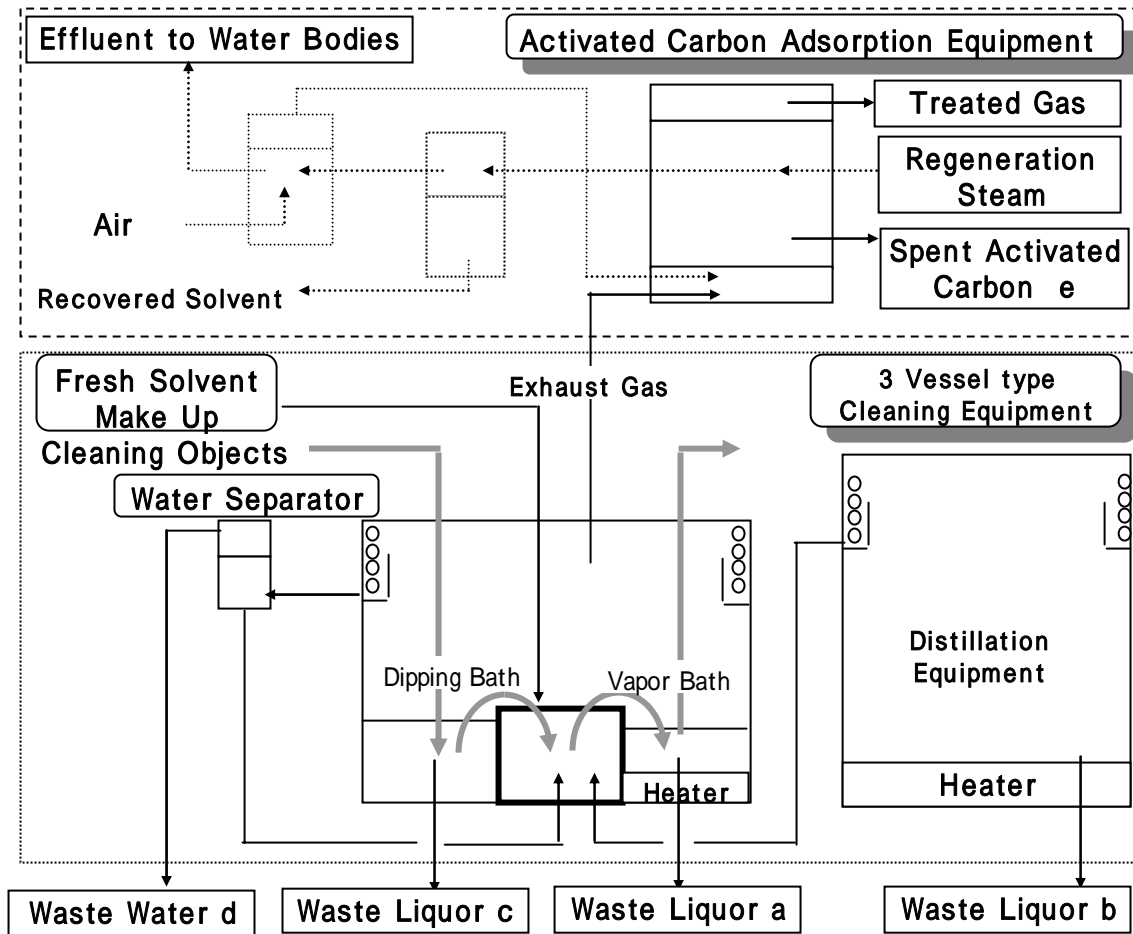 Effluent to Water Bodies
Activated Carbon Adsorption Equipment
Treated Gas
Regeneration
Steam
Air
Spent Activated
Carbon e
Recovered Solvent
Fresh Solvent
Make Up
Exhaust Gas
3 Vessel type
Cleaning Equipment
Cleaning Objects
Water Separator
Distillation
Equipment
Dipping Bath
Vapor Bath
Heater
Heater
Waste Water d
Waste Liquor c
Waste Liquor a
Waste Liquor b